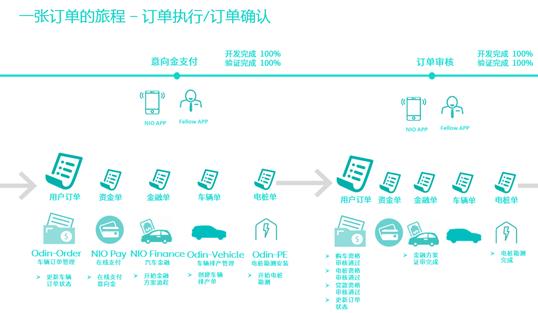 一张订单的旅程 – 订单执行/订单确认
意向金支付
开发完成 100%
验证完成 100%
订单审核
开发完成 100%
验证完成 100%
NIO APP
Fellow APP
NIO APP
Fellow APP
用户订单
资金单
金融单
车辆单
电桩单
用户订单
资金单
金融单
车辆单
电桩单
Odin-Order
车辆订单管理
NIO Pay
在线支付
NIO Finance
汽车金融
Odin-Vehicle
车辆排产管理
Odin-PE
电桩勘测安装
➢ 更新车辆
订单状态
➢ 在线支付
意向金
➢ 开始金融
方案流程
➢ 创建车辆
排产单
➢ 开始电桩
勘测
➢ 购车资格
审核通过
➢ 电桩资格
审核通过
➢ 贷款资格
审核通过
➢ 更新订单
状态
➢ 金融方案
证审完成
➢ 电桩勘测
完成